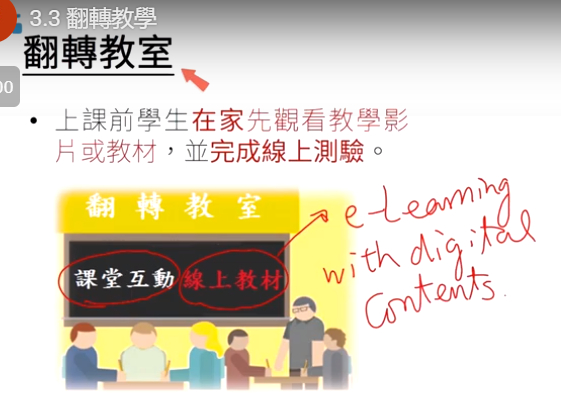 3.3 翻轉教學
翻轉教室
00
• 上課前學生在家先觀看教學影
片或教材，並完成線上測驗。
翻轉教室
課堂互動 線上教材
e-Learning
with digital
Contents.